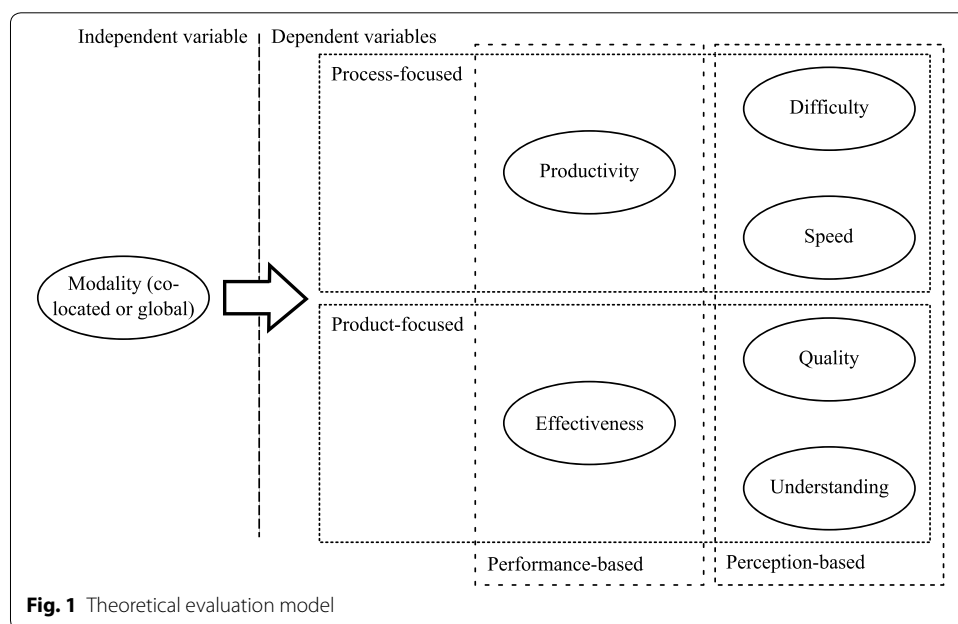 Independent variable
Dependent variables
Process-focused
Difficulty
Productivity
Speed
Modality (co-
located or global)
Product-focused
Quality
Effectiveness
Understanding
Performance-based
Perception-based
Fig. 1 Theoretical evaluation model